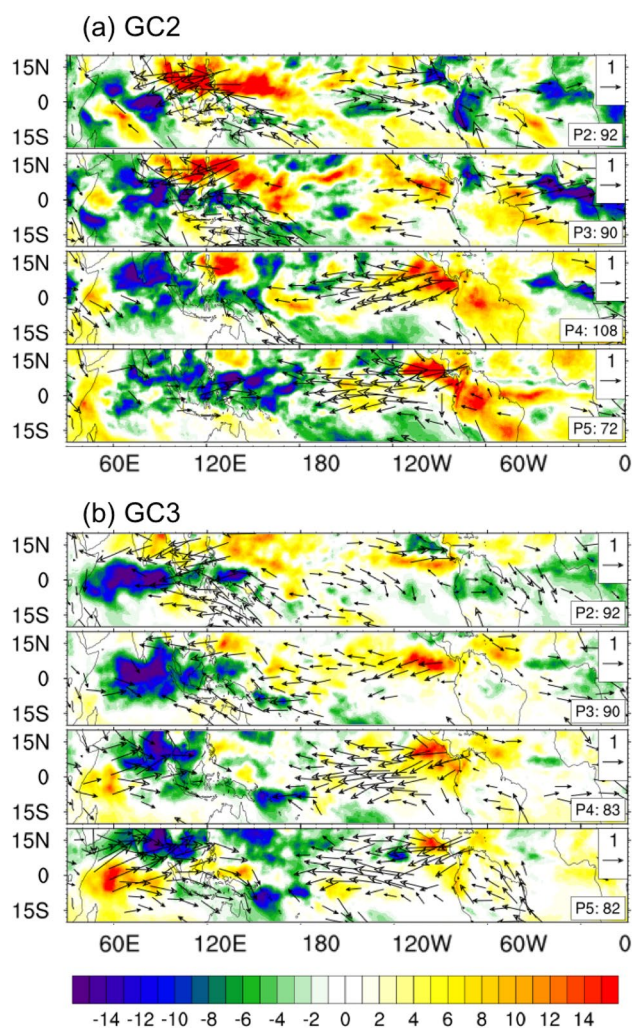 (a) GC2
15N
0
15S
1
P2: 92
15N
0
15S
1
P3: 90
15N
0
15S
1
P4: 108
15N
0
15S
1
P5: 72
60E 120E 180 120W 60W
(b) GC3
15N
0
15S
1
P2: 92
15N
0
15S
1
P3: 90
15N
0
15S
1
P4: 83
15N
0
15S
1
P5: 82
60E 120E 180 120W 60W
-14 -12 -10 -8 -6 -4 -2 0 2 4 6 8 10 12 14